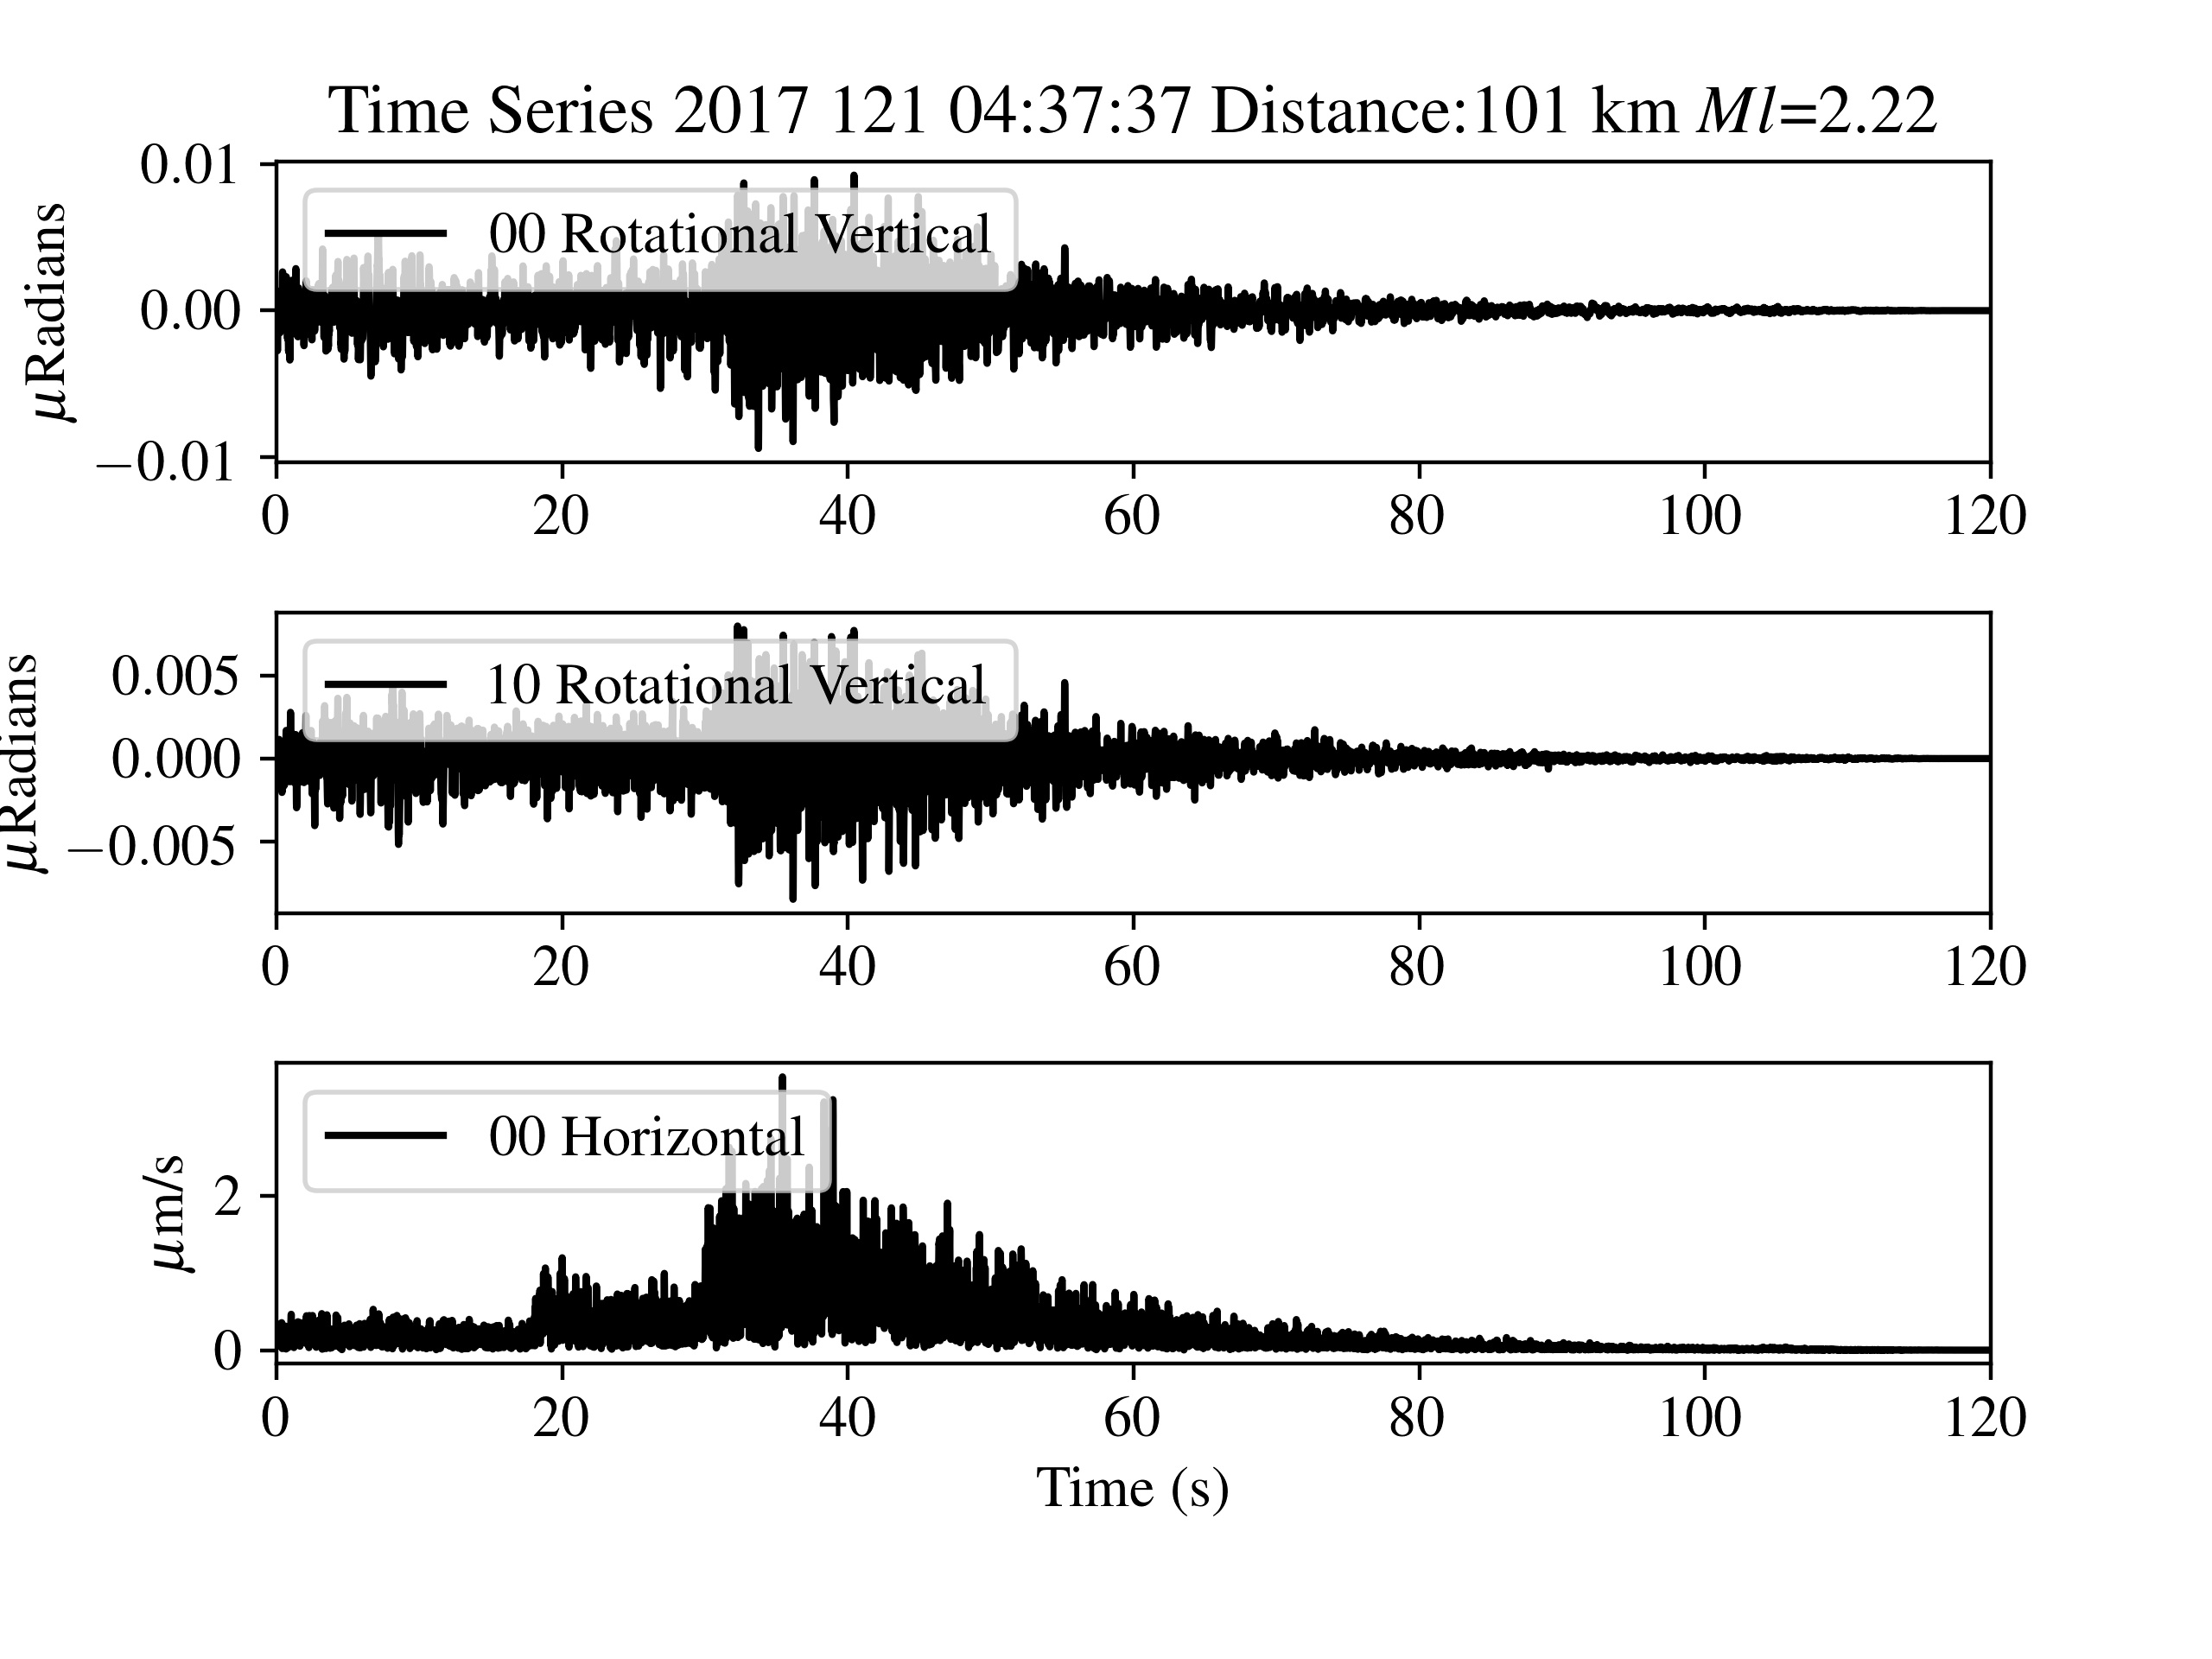 Time Series 2017 121 04:37:37 Distance:101 km Ml=2.22
0.01
0.00
−0.01
μRadians
00 Rotational Vertical
0 20 40 60 80 100 120
0.005
0.000
−0.005
μRadians
10 Rotational Vertical
0 20 40 60 80 100 120
2
0
μm/s
00 Horizontal
0 20 40 60 80 100 120
Time (s)